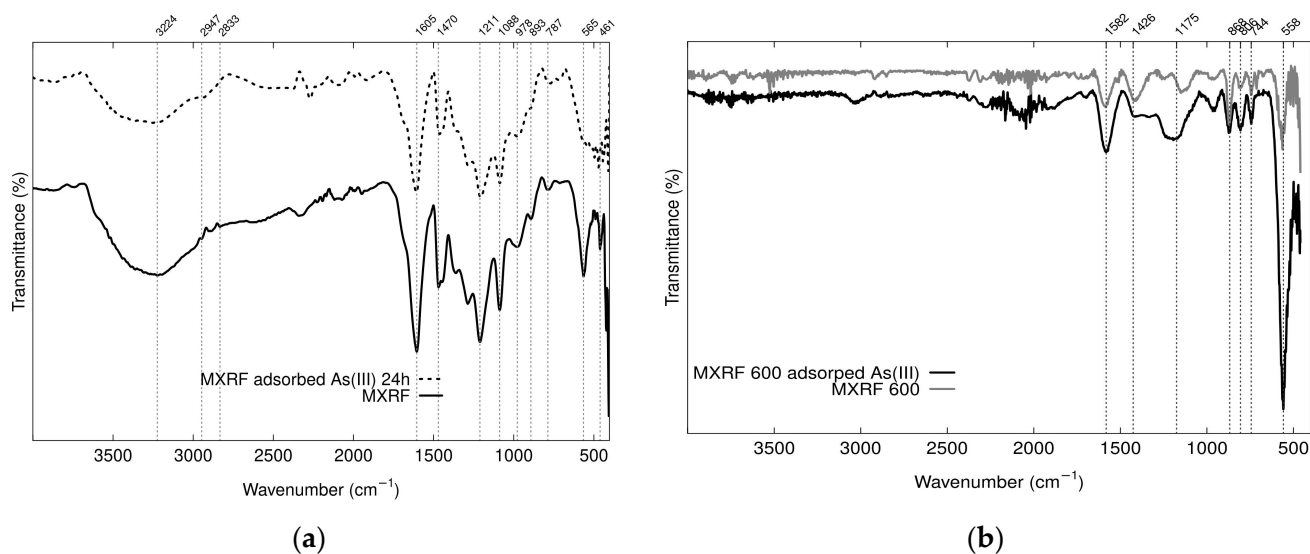 3224 2947 2833 1605 1470 1211 1088 978 893 787 565 461
Transmittance (%)
MXRF adsorbed As(III) 24h
MXRF
3500 3000 2500 2000 1500 1000 500
Wavenumber (cm−1)
(a)
1582 1426 1175 868 806 744 558
Transmittance (%)
MXRF 600 adsorped As(III)
MXRF 600
3500 3000 2500 2000 1500 1000 500
Wavenumber (cm−1)
(b)